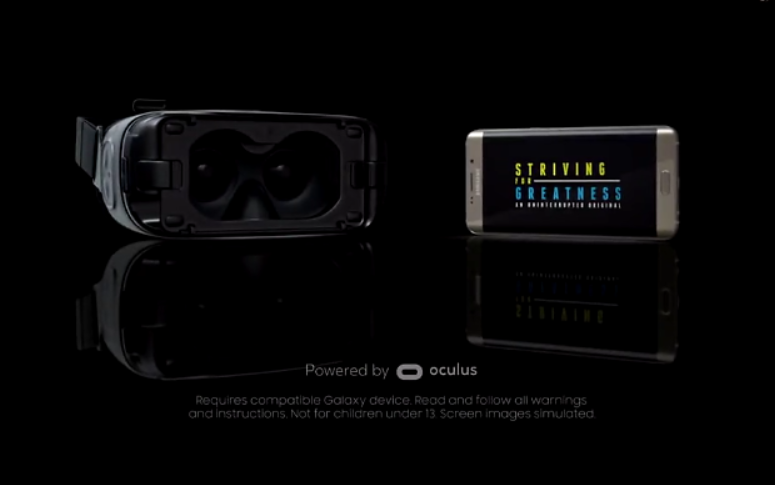 STRIVING
FOR
GREATNESS
AN UNINTERRUPTED ORIGINAL
SAMSUNG
Powered by oculus
Requires compatible Galaxy device. Read and follow all warnings
and instructions. Not for children under 13. Screen images simulated.